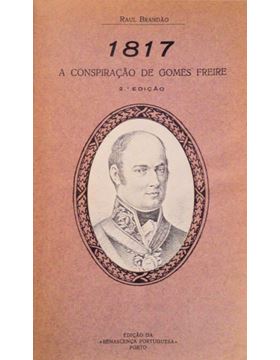 RAUL BRANDÃO
1817
A CONSPIRAÇÃO DE GOMES FREIRE
2.ª EDIÇÃO
EDIÇÃO DA
«RENASCENÇA PORTUGUESA»
PORTO